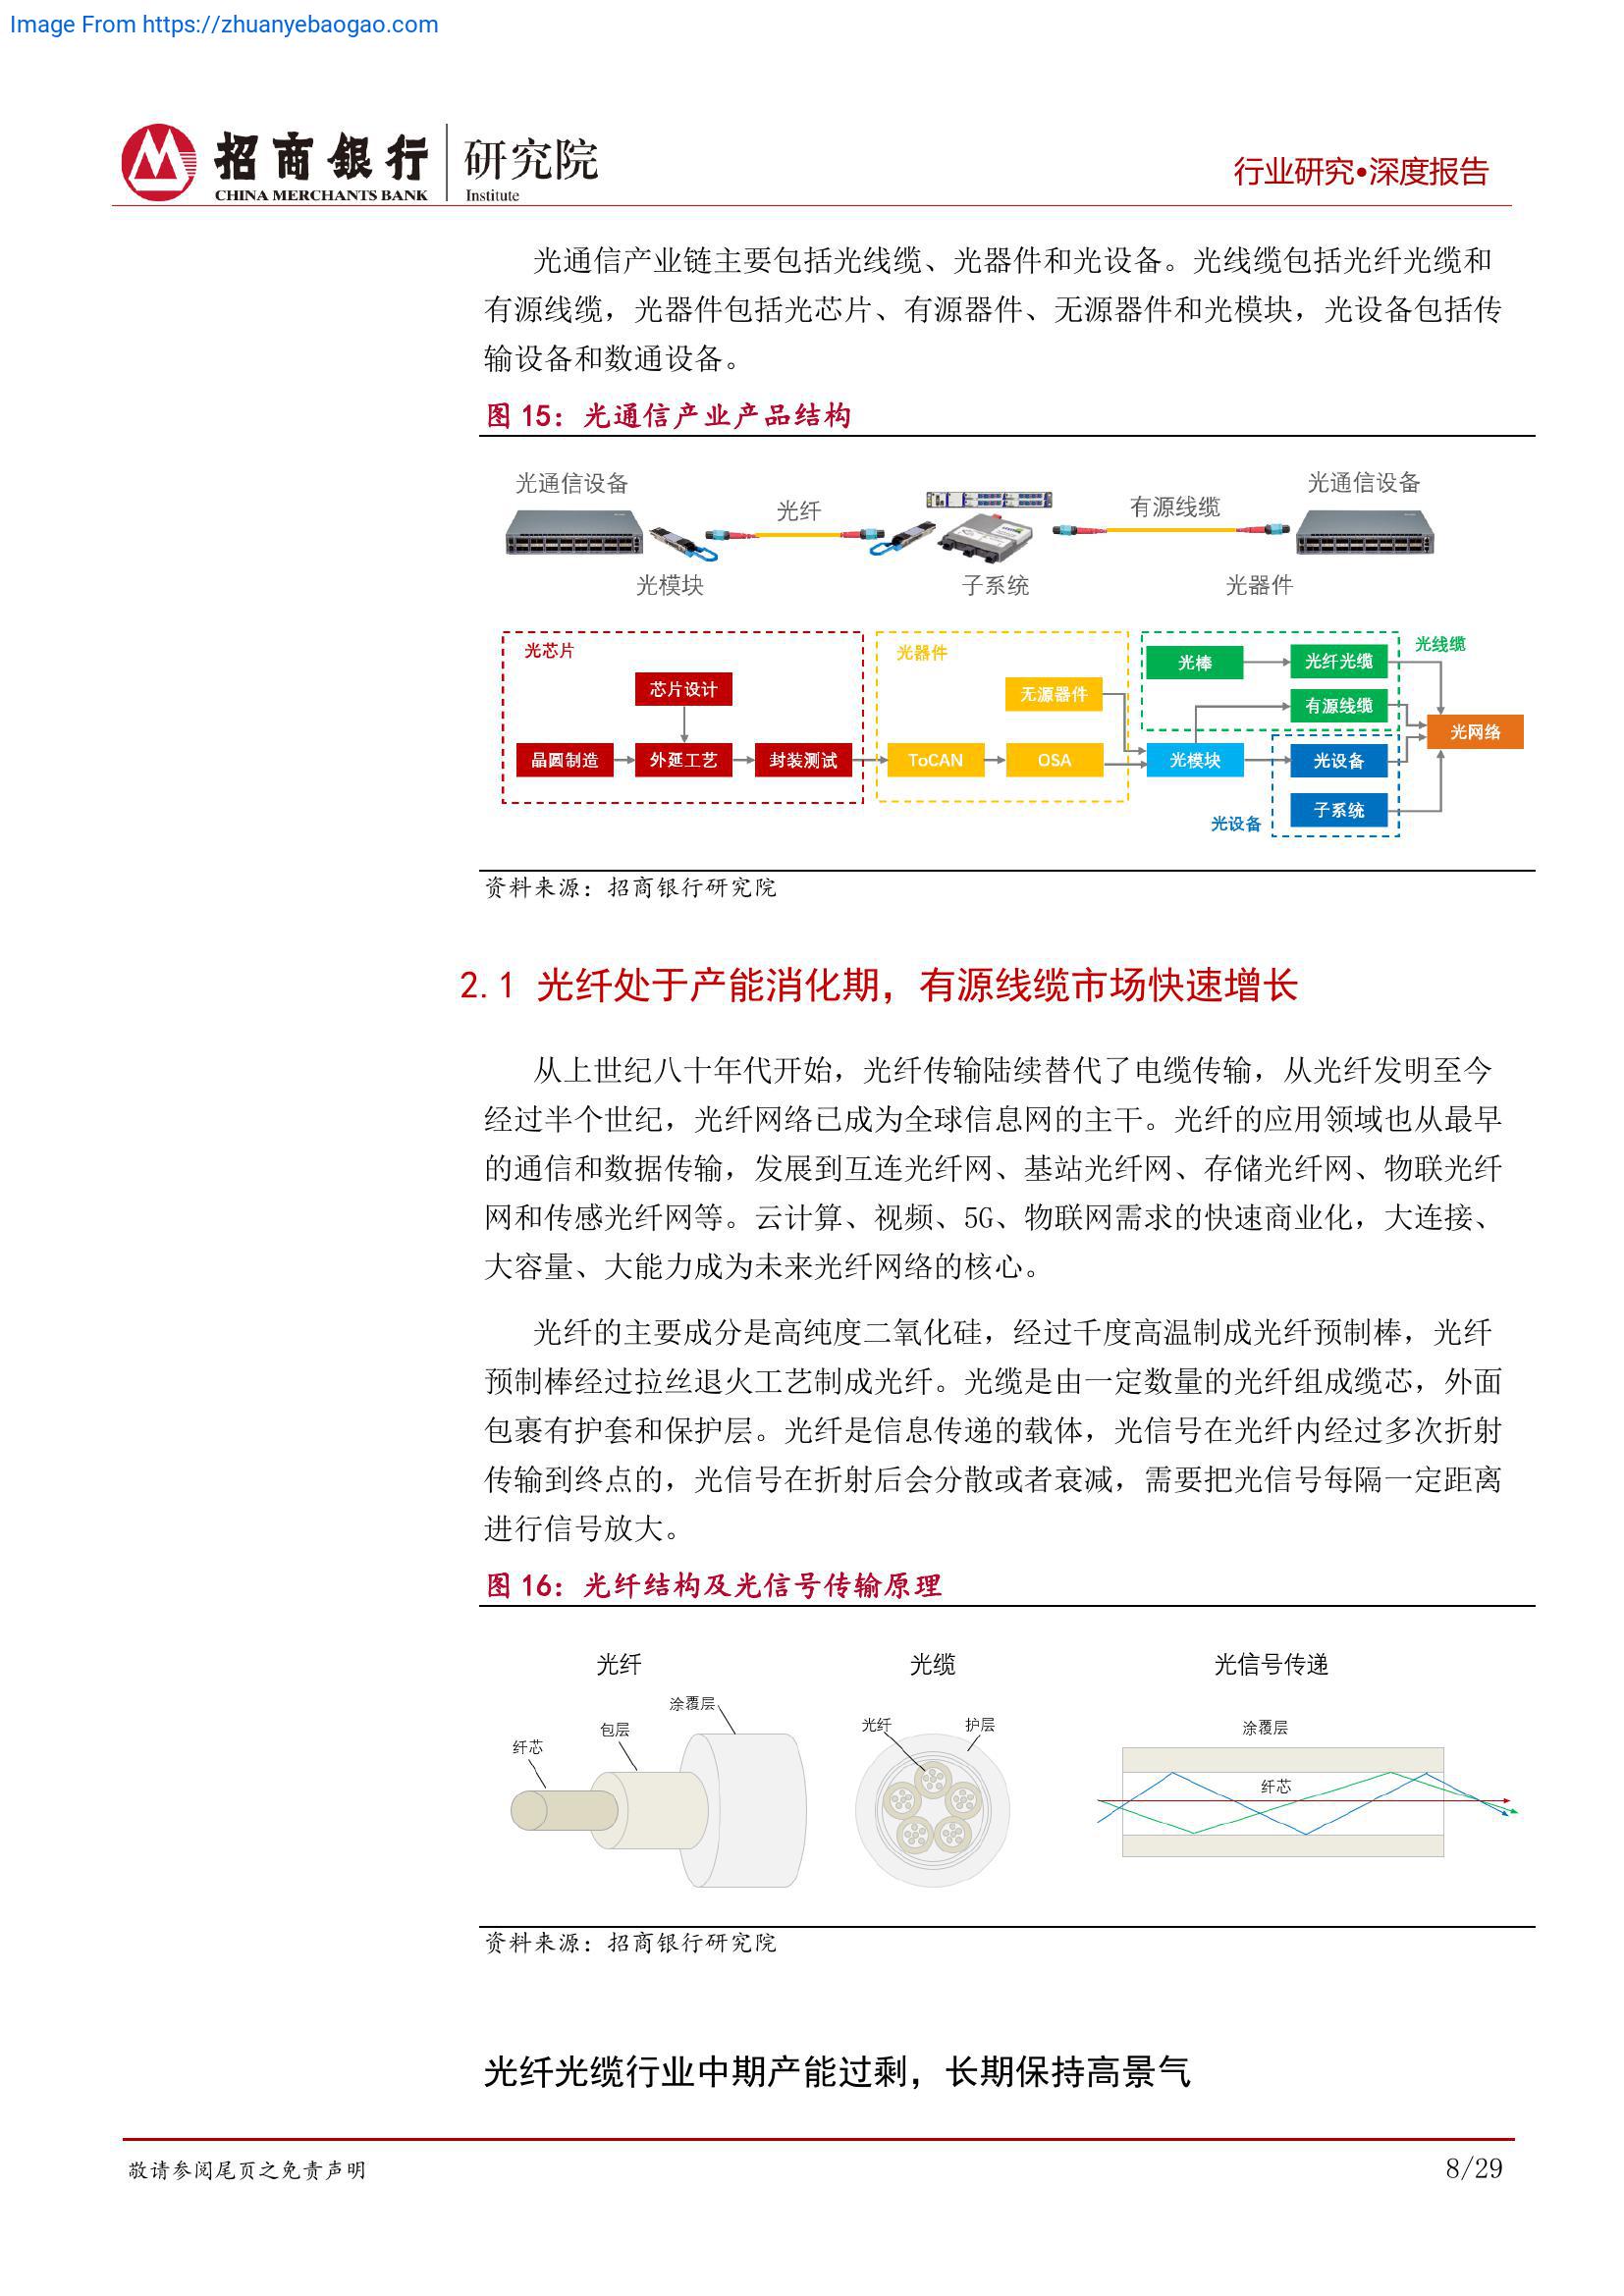 Image From https://zhuanyebaogao.com
招商銀行 研究院
CHINA MERCHANTS BANK Institute
行业研究•深度报告
光通信产业链主要包括光线缆、光器件和光设备。光线缆包括光纤光缆和
有源线缆，光器件包括光芯片、有源器件、无源器件和光模块，光设备包括传
输设备和数通设备。
图 15：光通信产业产品结构
光通信设备
光纤
有源线缆
光通信设备
光模块
子系统
光器件
光芯片
芯片设计
晶圆制造
外延工艺
封装测试
光器件
无源器件
ToCAN
OSA
光线缆
光棒
光纤光缆
有源线缆
光网络
光模块
光设备
子系统
光设备
资料来源：招商银行研究院
2.1 光纤处于产能消化期，有源线缆市场快速增长
从上世纪八十年代开始，光纤传输陆续替代了电缆传输，从光纤发明至今
经过半个世纪，光纤网络已成为全球信息网的主干。光纤的应用领域也从最早
的通信和数据传输，发展到互连光纤网、基站光纤网、存储光纤网、物联光纤
网和传感光纤网等。云计算、视频、5G、物联网需求的快速商业化，大连接、
大容量、大能力成为未来光纤网络的核心。
光纤的主要成分是高纯度二氧化硅，经过千度高温制成光纤预制棒，光纤
预制棒经过拉丝退火工艺制成光纤。光缆是由一定数量的光纤组成缆芯，外面
包裹有护套和保护层。光纤是信息传递的载体，光信号在光纤内经过多次折射
传输到终点的，光信号在折射后会分散或者衰减，需要把光信号每隔一定距离
进行信号放大。
图 16：光纤结构及光信号传输原理
光纤
光缆
光信号传递
涂覆层
包层
纤芯
光纤
护层
涂覆层
纤芯
资料来源：招商银行研究院
光纤光缆行业中期产能过剩，长期保持高景气
敬请参阅尾页之免责声明
8/29